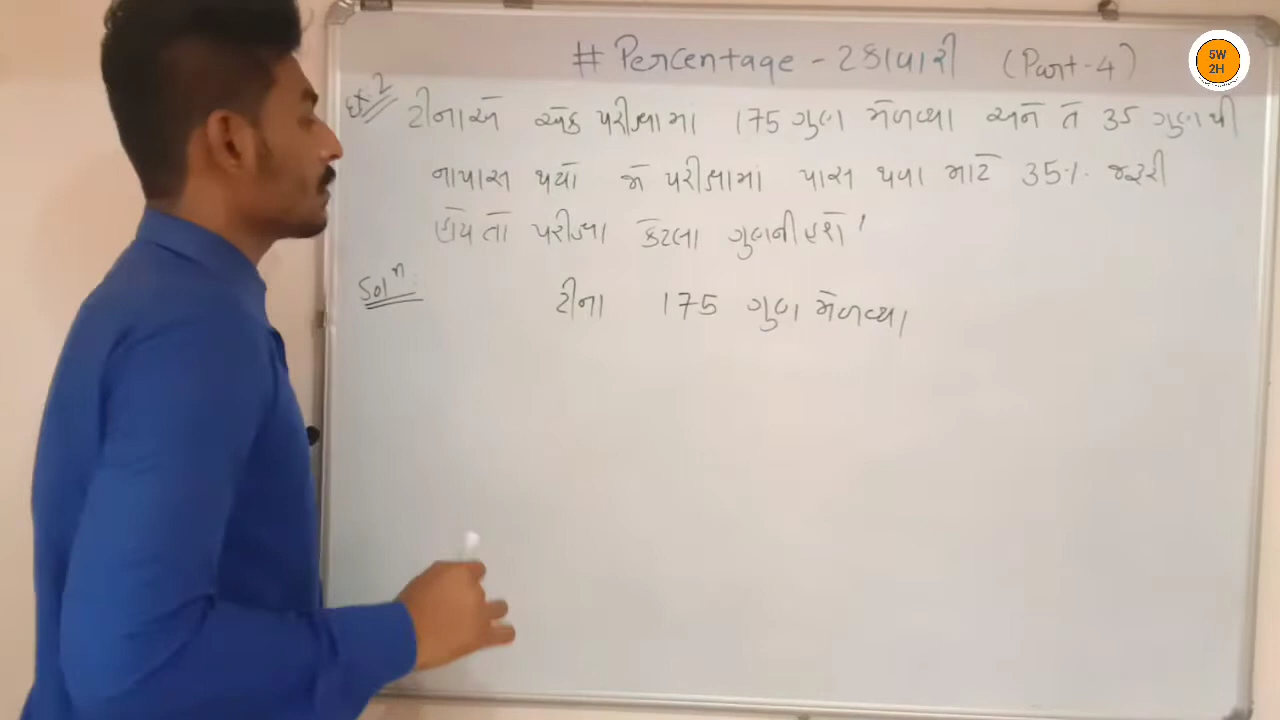 # Percentage - ટકાવારી (Part-4)
5W
2H
Ex-2 ટીનાએ એક પરીક્ષામાં 175 ગુણ મેળવ્યા અને તે 35 ગુણથી
નાપાસ થયો જો પરીક્ષામા પાસ થવા માટે 35% જરૂરી
હોય તો પરીક્ષા કેટલા ગુણની હશે?
Solⁿ ટીના 175 ગુણ મેળવ્યા